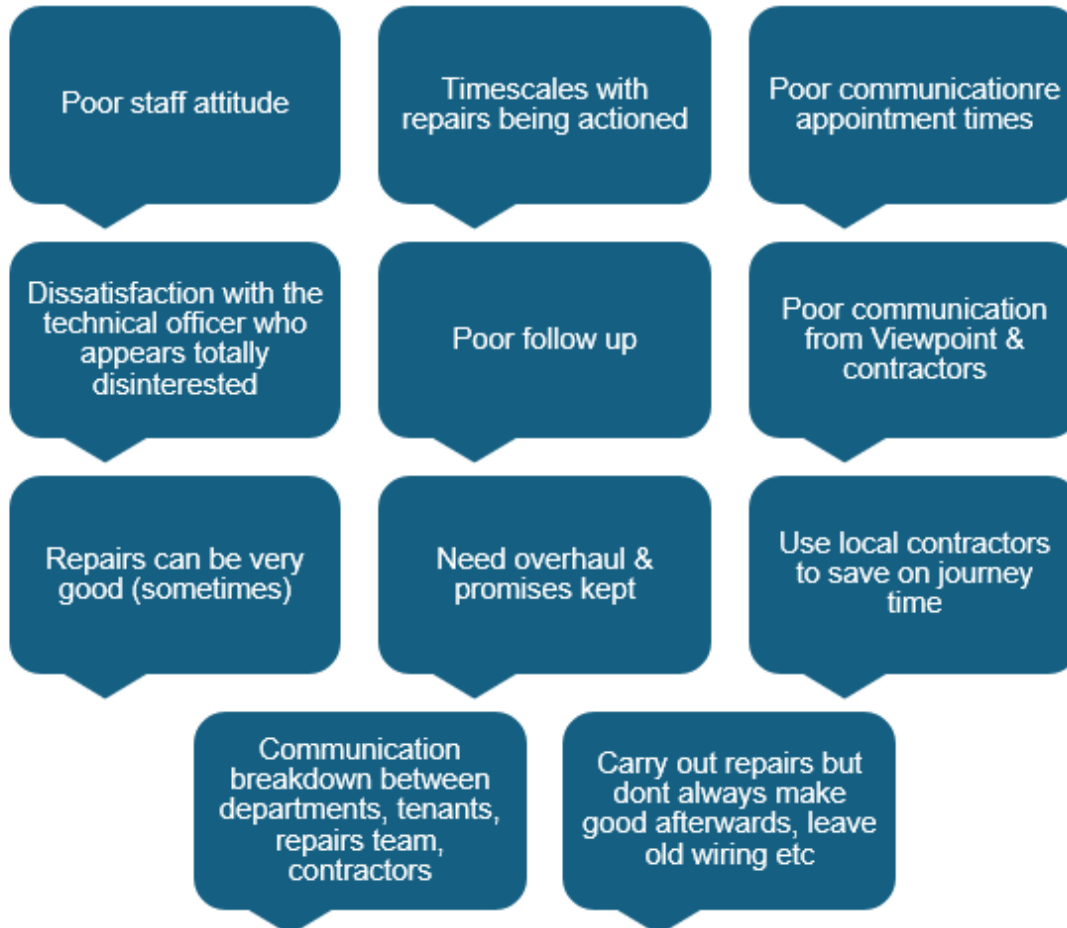 Poor staff attitude
Timescales with
repairs being actioned
Poor communicationre
appointment times
Dissatisfaction with the
technical officer who
appears totally
disinterested
Poor follow up
Poor communication
from Viewpoint &
contractors
Repairs can be very
good (sometimes)
Need overhaul &
promises kept
Use local contractors
to save on journey
time
Communication
breakdown between
departments, tenants,
repairs team,
contractors
Carry out repairs but
dont always make
good afterwards, leave
old wiring etc